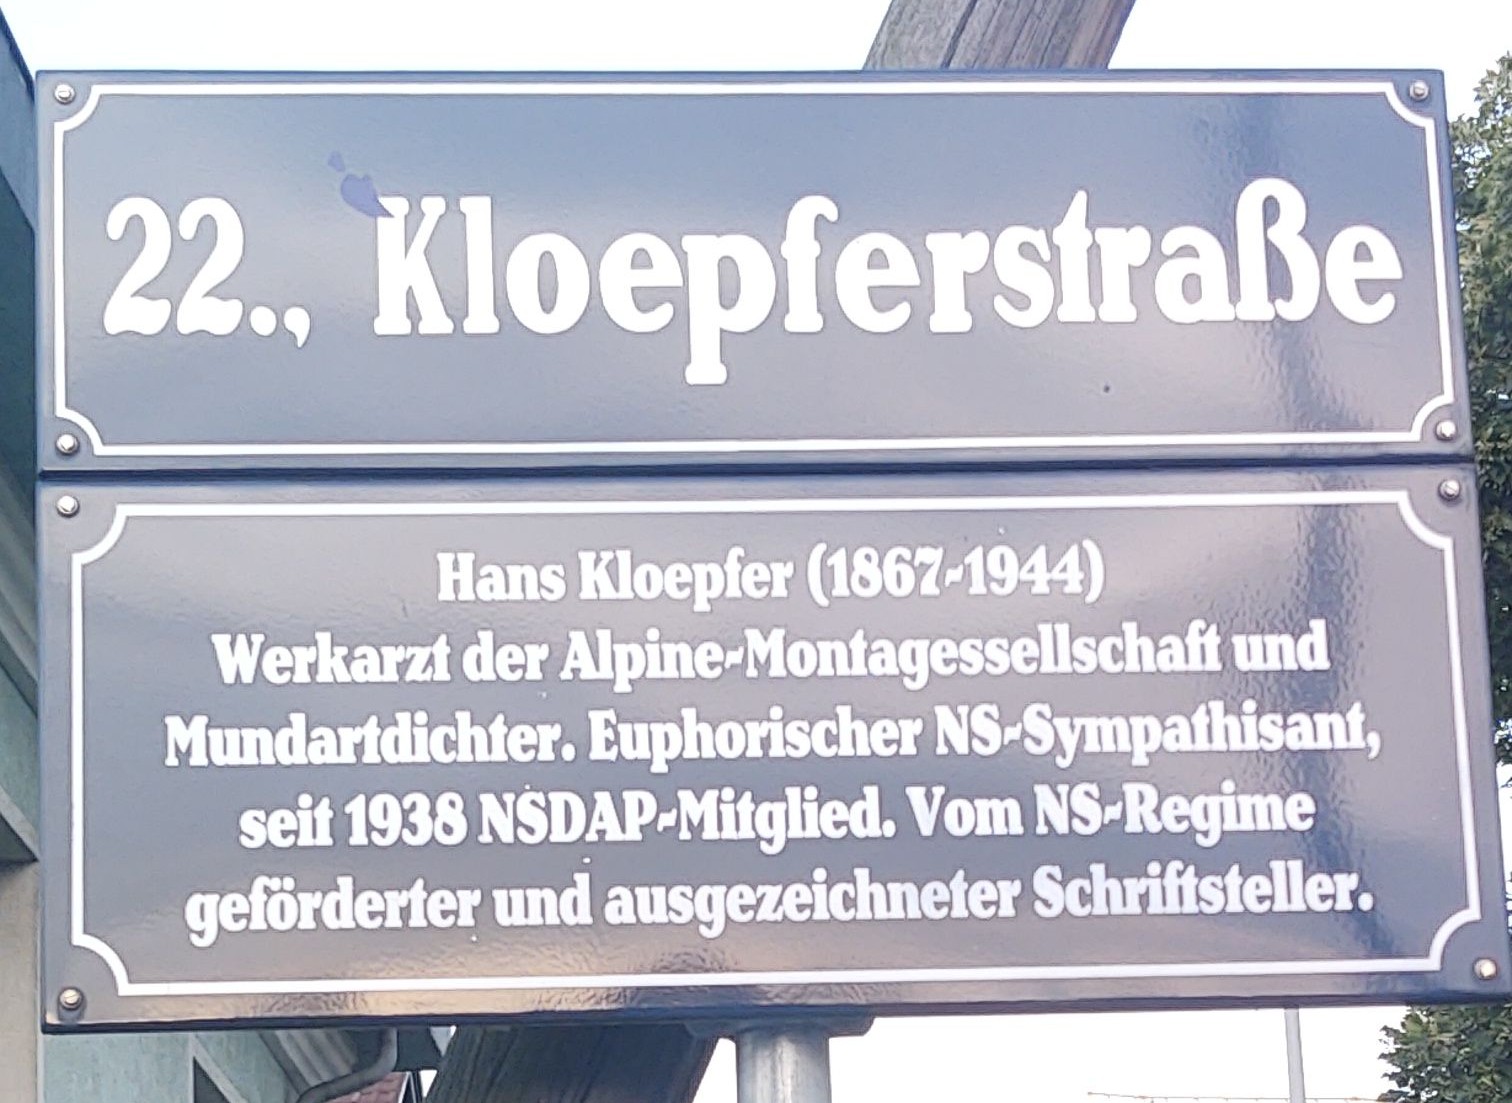 22., Kloepferstraße
Hans Kloepfer (1867-1944)
Werkarzt der Alpine-Montagessellschaft und
Mundartdichter. Euphorischer NS-Sympathisant,
seit 1938 NSDAP-Mitglied. Vom NS-Regime
geförderter und ausgezeichneter Schriftsteller.